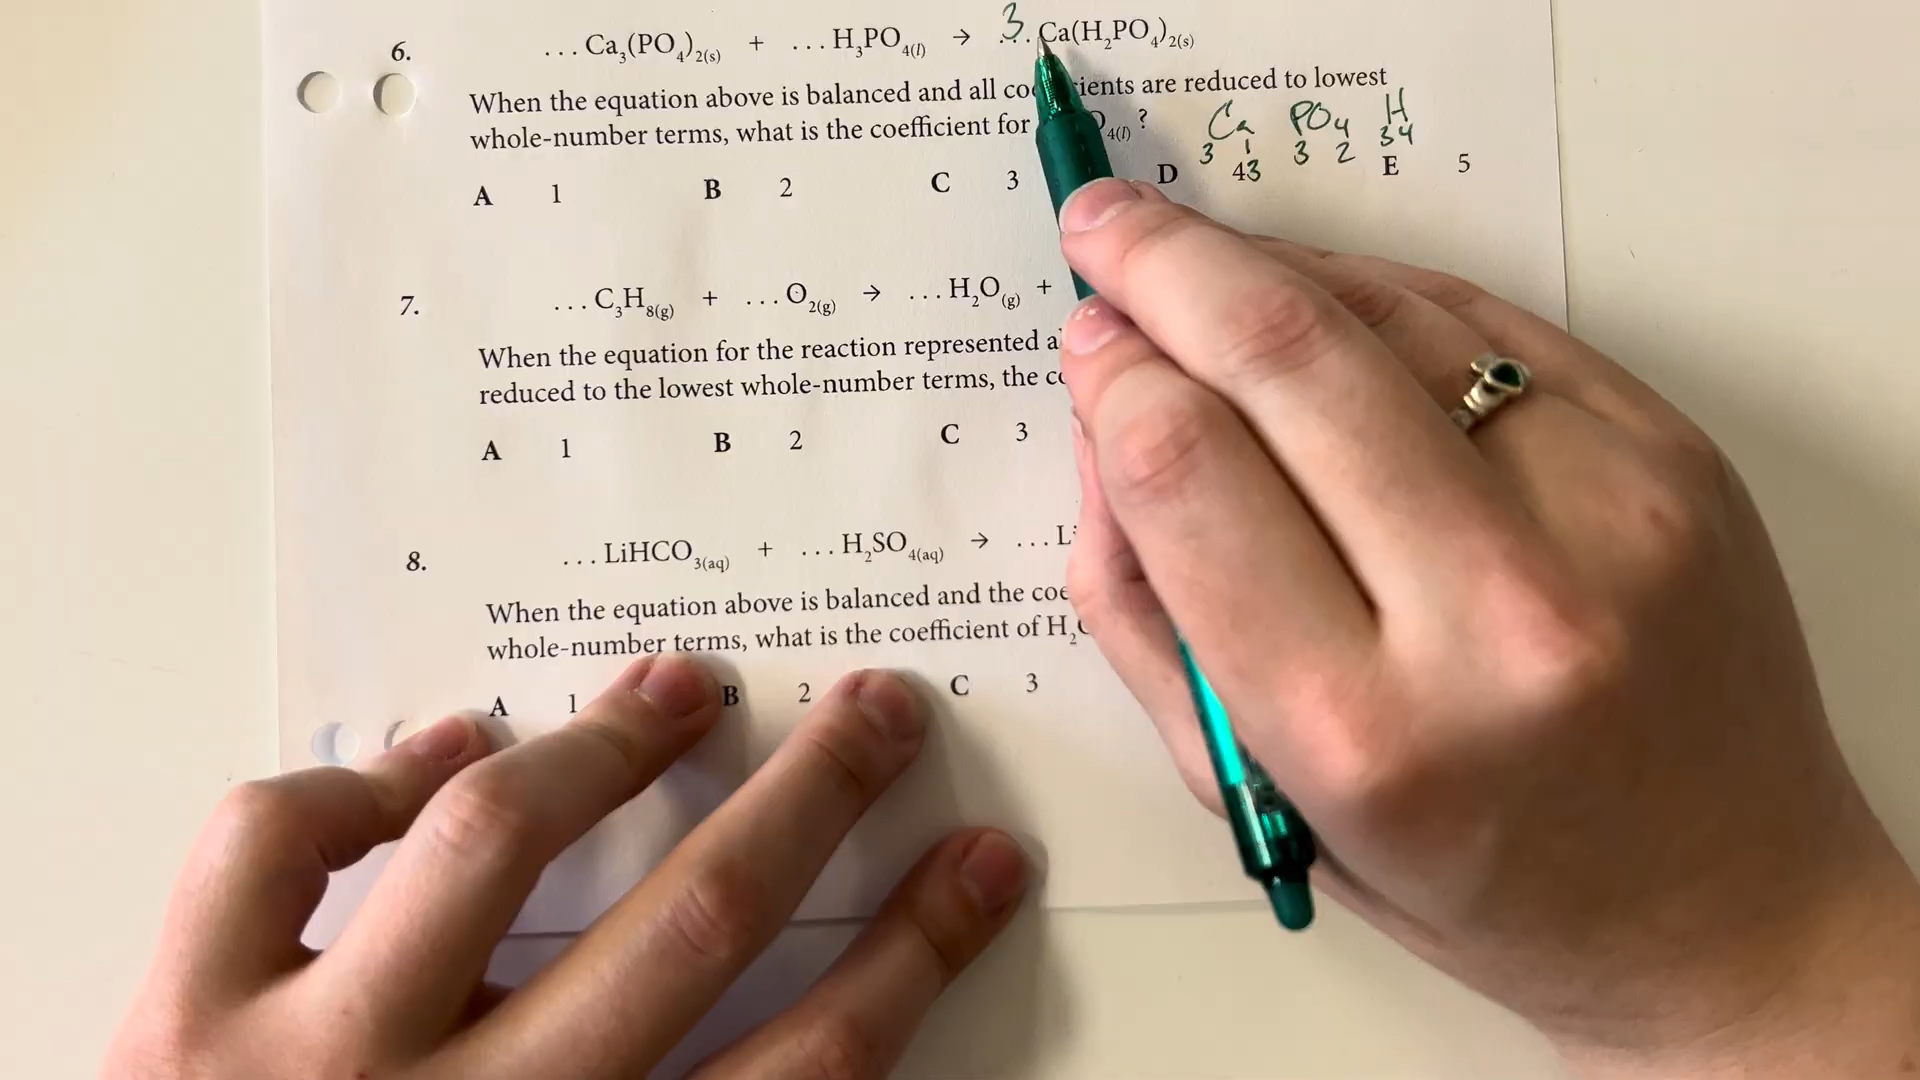 6. ... Ca₃(PO₄)₂(s) + ... H₃PO₄(l) → 3 ... Ca(H₂PO₄)₂(s)
When the equation above is balanced and all co ients are reduced to lowest
whole-number terms, what is the coefficient for O₄(l) ?
Ca PO₄ H
3 1 3 2 3 4
3
A 1 B 2 C 3 D 4 E 5
7. ... C₃H₈(g) + ... O₂(g) → ... H₂O(g) +
When the equation for the reaction represented a
reduced to the lowest whole-number terms, the co
A 1 B 2 C 3
8. ... LiHCO₃(aq) + ... H₂SO₄(aq) → ... Li
When the equation above is balanced and the coe
whole-number terms, what is the coefficient of H₂
A 1 B 2 C 3